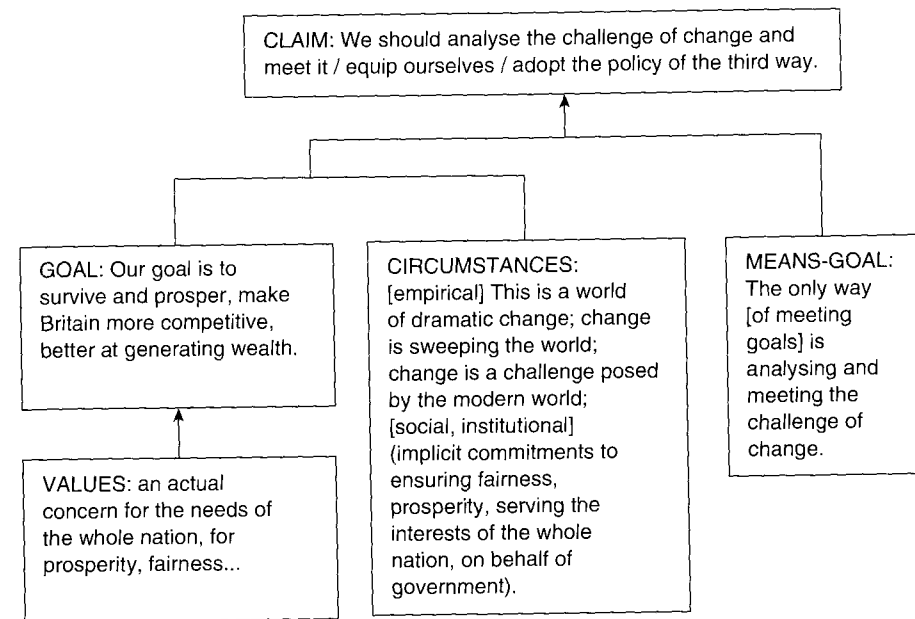 CLAIM: We should analyse the challenge of change and
meet it / equip ourselves / adopt the policy of the third way.
GOAL: Our goal is to
survive and prosper, make
Britain more competitive,
better at generating wealth.
VALUES: an actual
concern for the needs of
the whole nation, for
prosperity, fairness...
CIRCUMSTANCES:
[empirical] This is a world
of dramatic change; change
is sweeping the world;
change is a challenge posed
by the modern world;
[social, institutional]
(implicit commitments to
ensuring fairness,
prosperity, serving the
interests of the whole
nation, on behalf of
government).
MEANS-GOAL:
The only way
[of meeting
goals] is
analysing and
meeting the
challenge of
change.